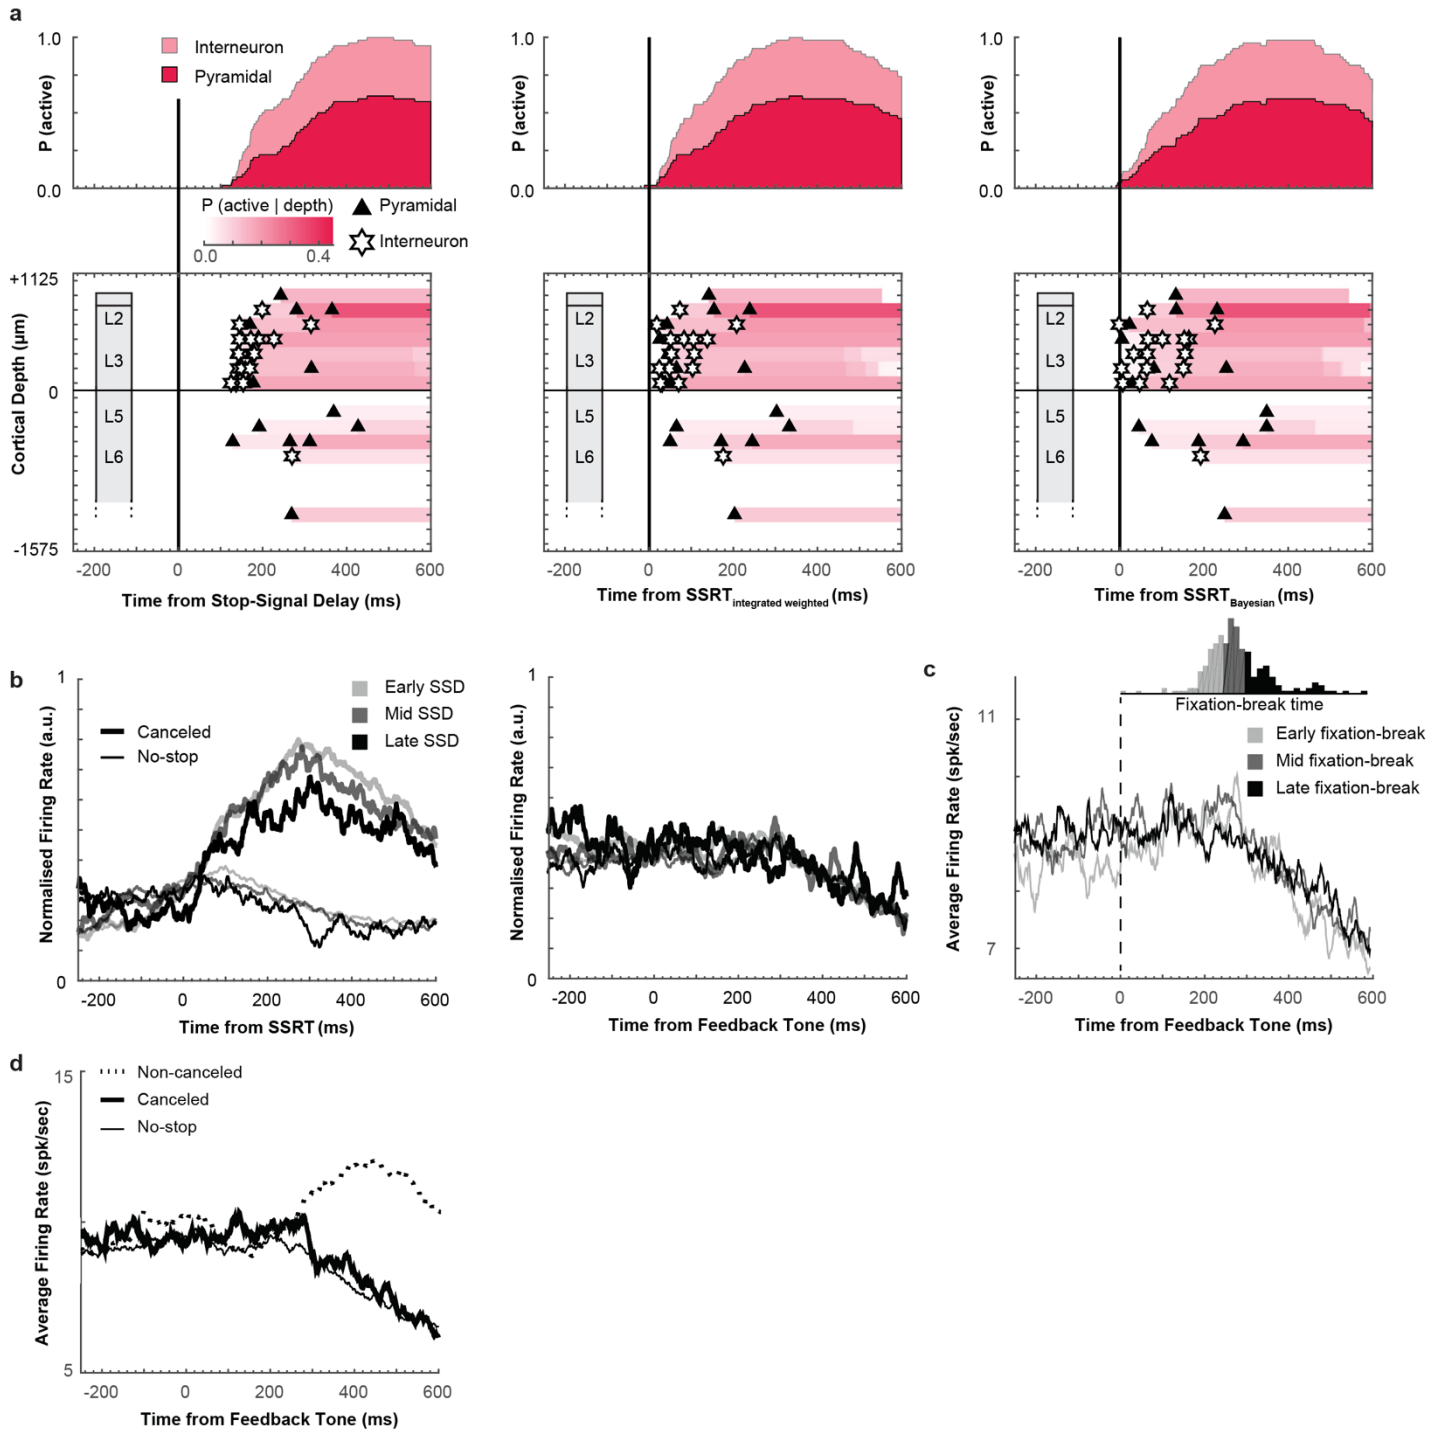 a
1.0
P (active)
0.0
Interneuron
Pyramidal
1.0
P (active)
0.0
1.0
P (active)
0.0
P (active | depth)
0.0
0.4
Pyramidal
Interneuron
+1125
Cortical Depth (µm)
0
-1575
L2
L3
L5
L6
-200 0 200 400 600
Time from Stop-Signal Delay (ms)
L2
L3
L5
L6
-200 0 200 400 600
Time from SSRT integrated weighted (ms)
L2
L3
L5
L6
-200 0 200 400 600
Time from SSRT Bayesian (ms)
b
1
Normalised Firing Rate (a.u.)
0
Canceled
No-stop
Early SSD
Mid SSD
Late SSD
-200 0 200 400 600
Time from SSRT (ms)
1
Normalised Firing Rate (a.u.)
0
-200 0 200 400 600
Time from Feedback Tone (ms)
c
Fixation-break time
11
Average Firing Rate (spk/sec)
7
Early fixation-break
Mid fixation-break
Late fixation-break
-200 0 200 400 600
Time from Feedback Tone (ms)
d
15
Average Firing Rate (spk/sec)
5
Non-canceled
Canceled
No-stop
-200 0 200 400 600
Time from Feedback Tone (ms)